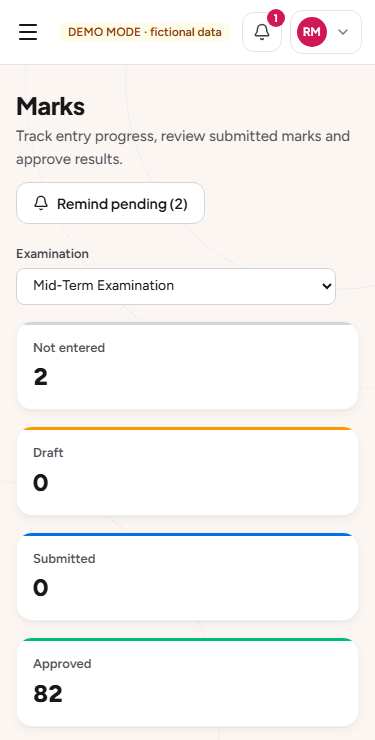 DEMO MODE · fictional data
1
RM
Marks
Track entry progress, review submitted marks and
approve results.
Remind pending (2)
Examination
Mid-Term Examination
Not entered
2
Draft
0
Submitted
0
Approved
82